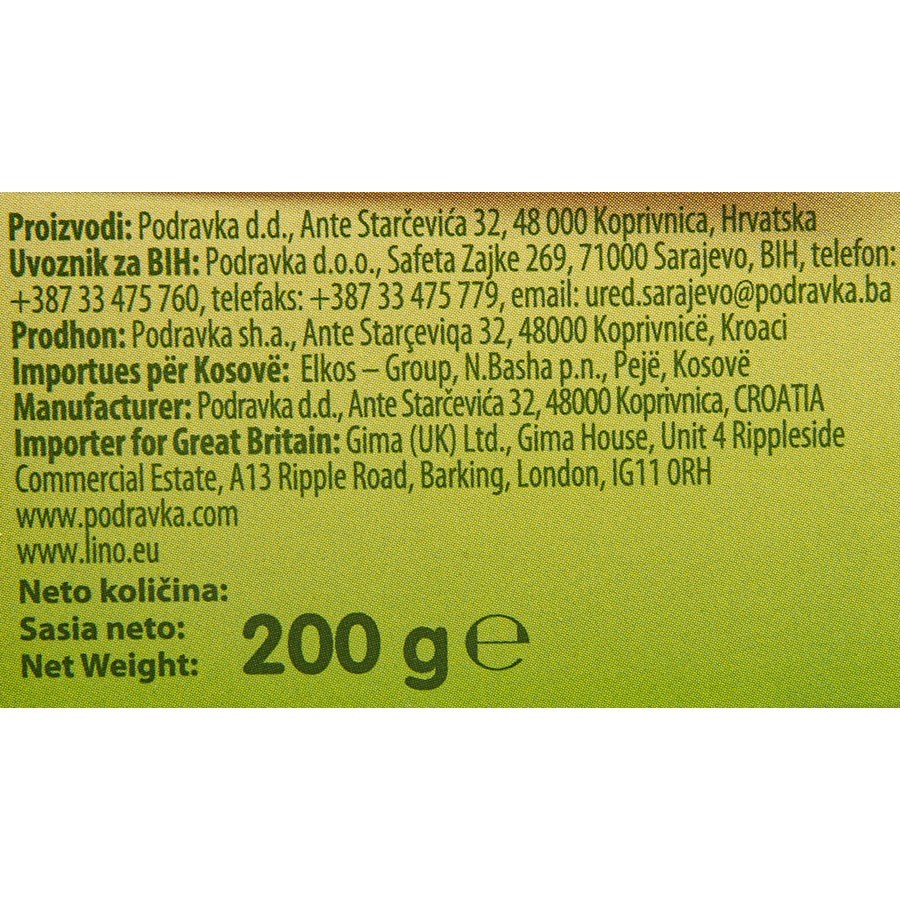 Proizvodi: Podravka d.d., Ante Starčevića 32, 48 000 Koprivnica, Hrvatska
Uvoznik za BIH: Podravka d.o.o., Safeta Zajke 269, 71000 Sarajevo, BIH, telefon:
+387 33 475 760, telefaks: +387 33 475 779, email: ured.sarajevo@podravka.ba
Prodhon: Podravka sh.a., Ante Starçeviqa 32, 48000 Koprivnicë, Kroaci
Importues për Kosovë: Elkos – Group, N.Basha p.n., Pejë, Kosovë
Manufacturer: Podravka d.d., Ante Starčevića 32, 48000 Koprivnica, CROATIA
Importer for Great Britain: Gima (UK) Ltd., Gima House, Unit 4 Rippleside
Commercial Estate, A13 Ripple Road, Barking, London, IG11 0RH
www.podravka.com
www.lino.eu
Neto količina:
Sasia neto:
Net Weight:
200 g ℮